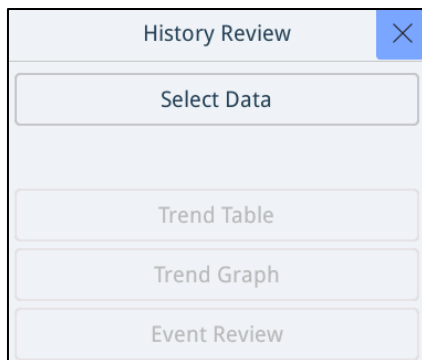 History Review
Select Data
Trend Table
Trend Graph
Event Review